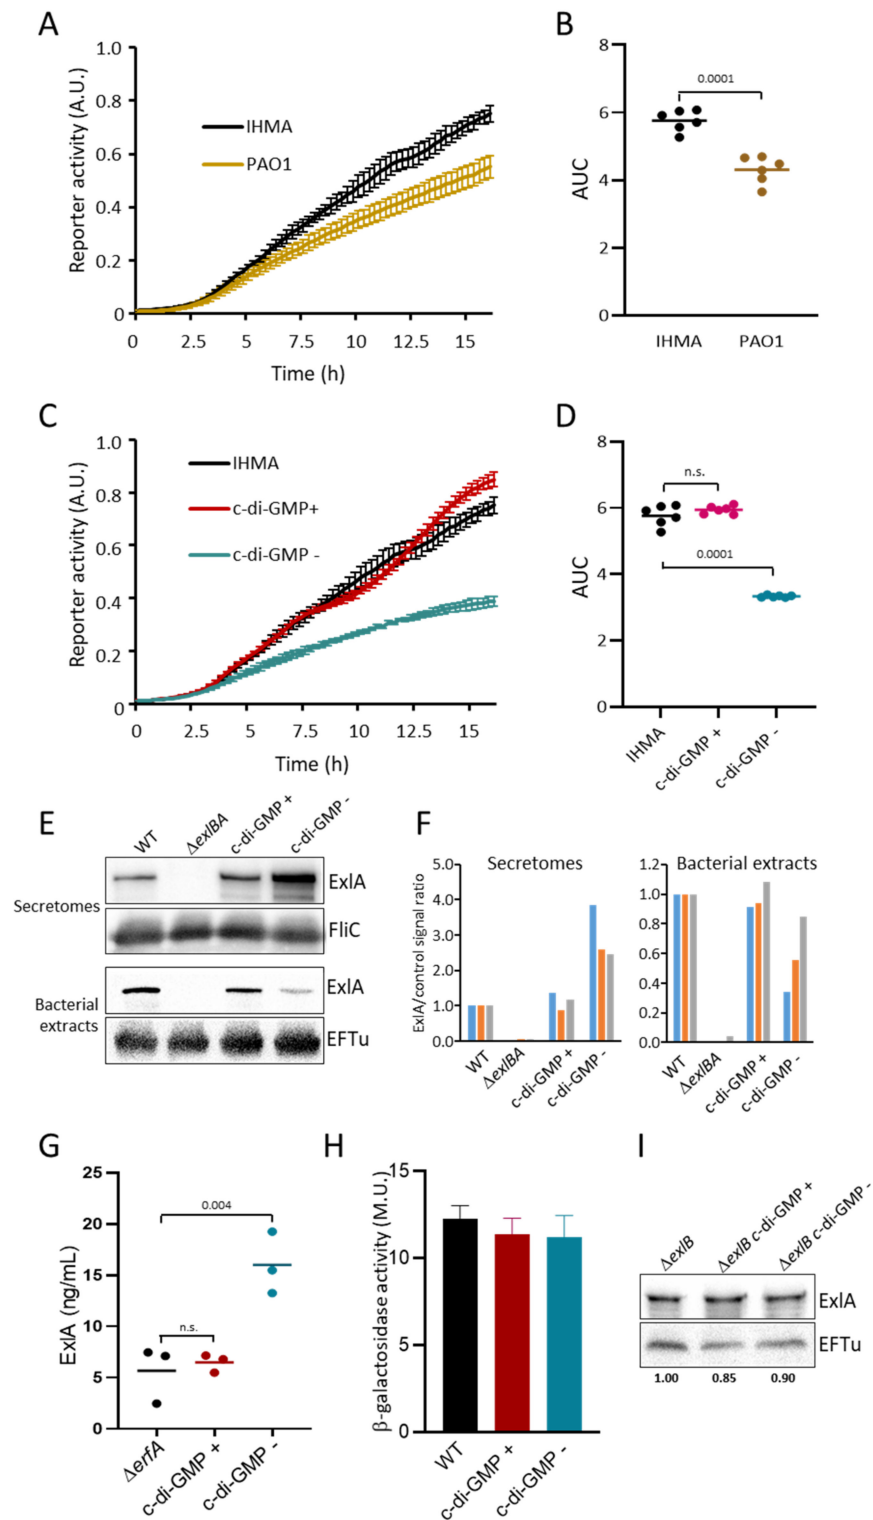 A
Reporter activity (A.U.)
1.0
0.8
0.6
0.4
0.2
0
IHMA
PAO1
0 2.5 5 7.5 10 12.5 15
Time (h)
B
AUC
8
6
4
2
0
0.0001
IHMA PAO1
C
Reporter activity (A.U.)
1.0
0.8
0.6
0.4
0.2
0
IHMA
c-di-GMP+
c-di-GMP -
0 2.5 5 7.5 10 12.5 15
Time (h)
D
AUC
8
6
4
2
0
n.s.
0.0001
IHMA
c-di-GMP +
c-di-GMP -
E
WT
ΔexlBA
c-di-GMP +
c-di-GMP -
Secretomes
ExlA
FliC
Bacterial
extracts
ExlA
EFTu
F
Secretomes
ExlA/control signal ratio
5.0
4.0
3.0
2.0
1.0
0.0
WT
ΔexlBA
c-di-GMP +
c-di-GMP -
Bacterial extracts
1.2
1.0
0.8
0.6
0.4
0.2
0.0
WT
ΔexlBA
c-di-GMP +
c-di-GMP -
G
ExlA (ng/mL)
25
20
15
10
5
0
0.004
n.s.
ΔerfA
c-di-GMP +
c-di-GMP -
H
β-galactosidase activity (M.U.)
15
10
5
0
WT
c-di-GMP +
c-di-GMP -
I
ΔexlB
ΔexlB c-di-GMP +
ΔexlB c-di-GMP -
ExlA
EFTu
1.00 0.85 0.90